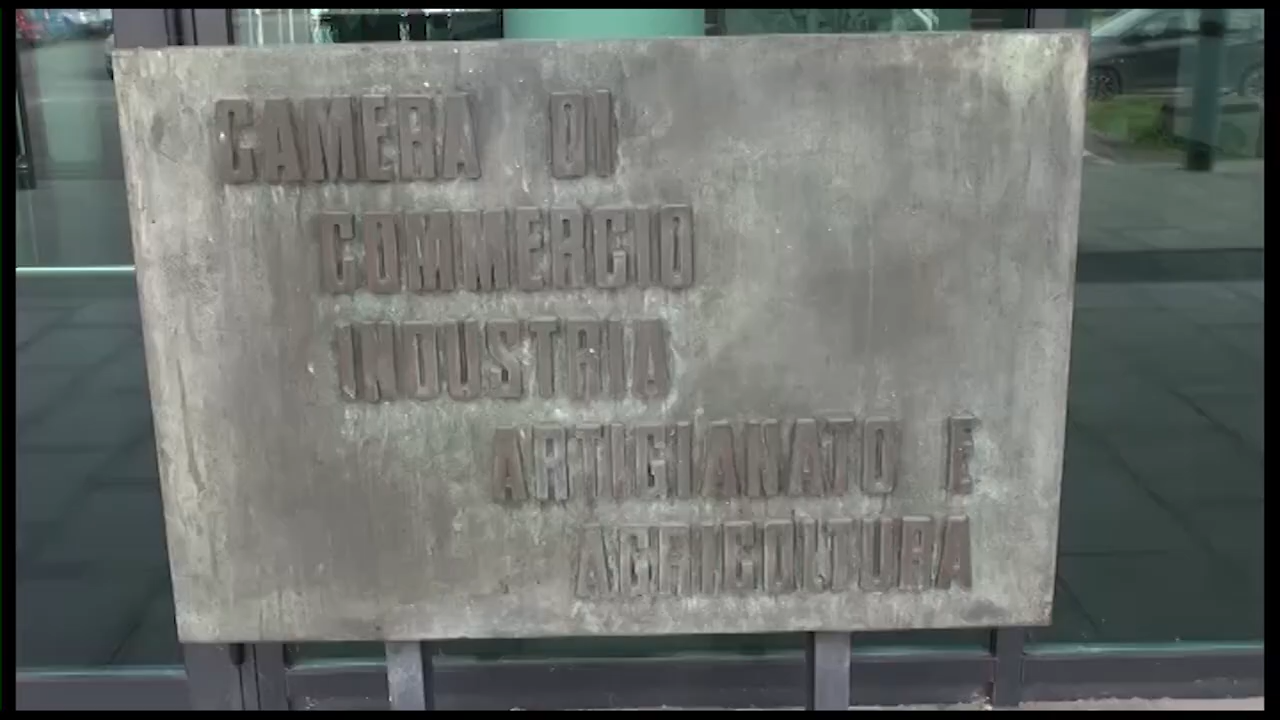 CAMERA DI
COMMERCIO
INDUSTRIA
ARTIGIANATO E
AGRICOLTURA